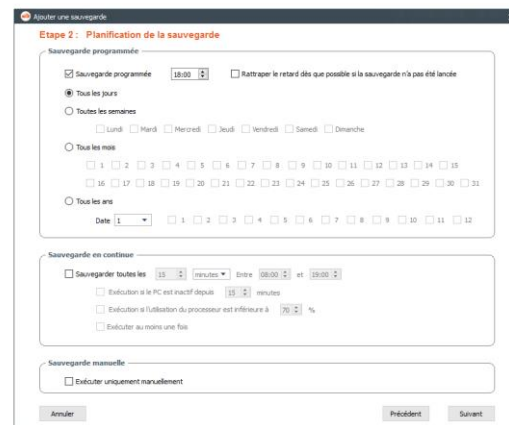 Ajouter une sauvegarde
Etape 2 : Planification de la sauvegarde
Sauvegarde programmée
Sauvegarde programmée 18:00 Rattraper le retard dès que possible si la sauvegarde n'a pas été lancée
Tous les jours
Toutes les semaines
Lundi Mardi Mercredi Jeudi Vendredi Samedi Dimanche
Tous les mois
1 2 3 4 5 6 7 8 9 10 11 12 13 14 15
16 17 18 19 20 21 22 23 24 25 26 27 28 29 30 31
Tous les ans
Date 1 1 2 3 4 5 6 7 8 9 10 11 12
Sauvegarde en continue
Sauvegarder toutes les 15 minutes Entre 08:00 et 19:00
Exécution si le PC est inactif depuis 15 minutes
Exécution si l'utilisation du processeur est inférieure à 70 %
Exécuter au moins une fois
Sauvegarde manuelle
Exécuter uniquement manuellement
Annuler Précédent Suivant